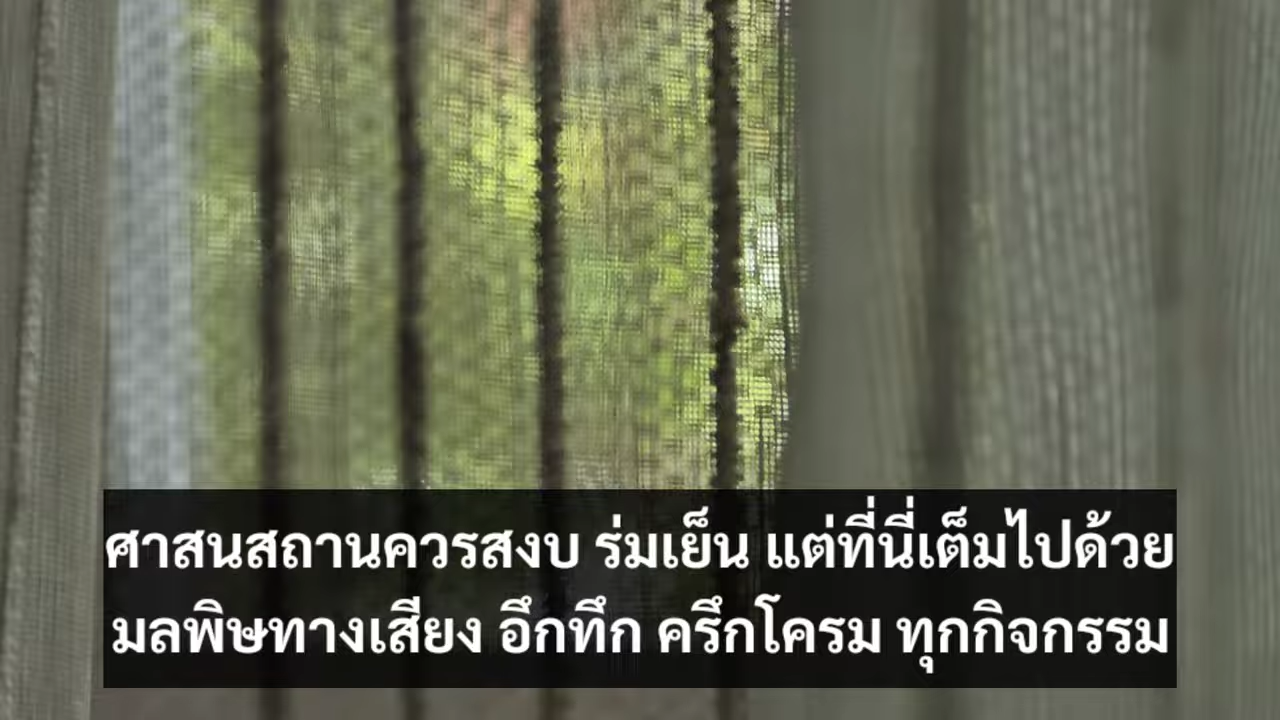 ศาสนสถานควรสงบ ร่มเย็น แต่ที่นี่เต็มไปด้วย
มลพิษทางเสียง อึกทึก ครึกโครม ทุกกิจกรรม